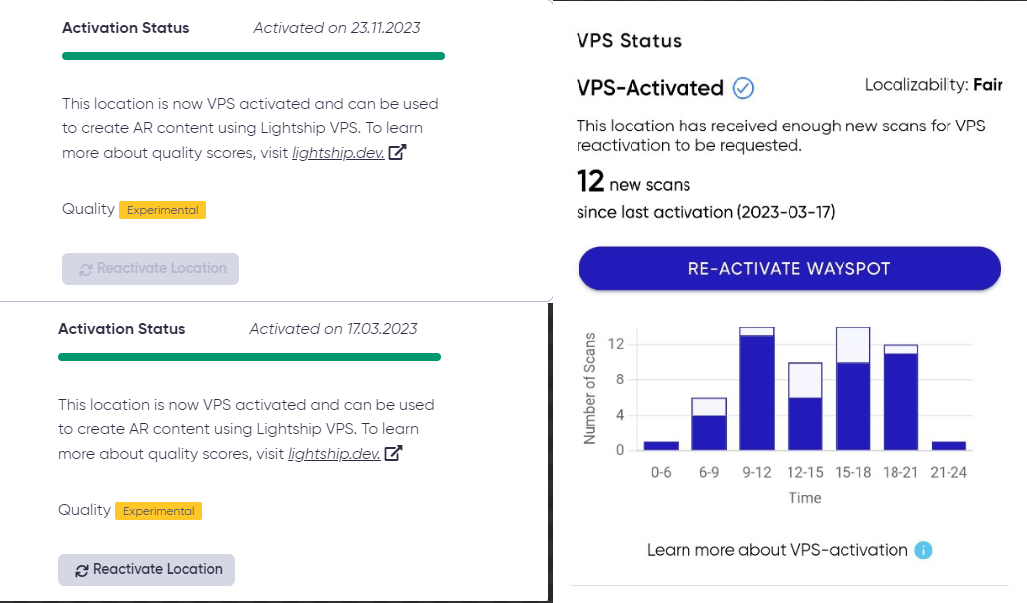 Activation Status
Activated on 23.11.2023
This location is now VPS activated and can be used
to create AR content using Lightship VPS. To learn
more about quality scores, visit lightship.dev.
Quality Experimental
Reactivate Location
Activation Status
Activated on 17.03.2023
This location is now VPS activated and can be used
to create AR content using Lightship VPS. To learn
more about quality scores, visit lightship.dev.
Quality Experimental
Reactivate Location
VPS Status
VPS-Activated
Localizability: Fair
This location has received enough new scans for VPS
reactivation to be requested.
12 new scans
since last activation (2023-03-17)
RE-ACTIVATE WAYSPOT
Number of Scans
12
8
4
0
0-6 6-9 9-12 12-15 15-18 18-21 21-24
Time
Learn more about VPS-activation i